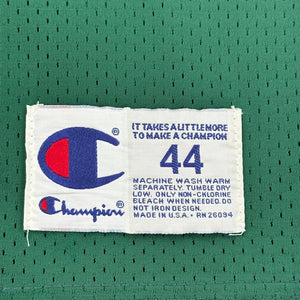 IT TAKES A LITTLE MORE
TO MAKE A CHAMPION
®
44
MACHINE WASH WARM
SEPARATELY. TUMBLE DRY
LOW. ONLY NON-CHLORINE
BLEACH WHEN NEEDED. DO
NOT IRON DESIGN.
MADE IN U.S.A. • RN 26094
Champion®